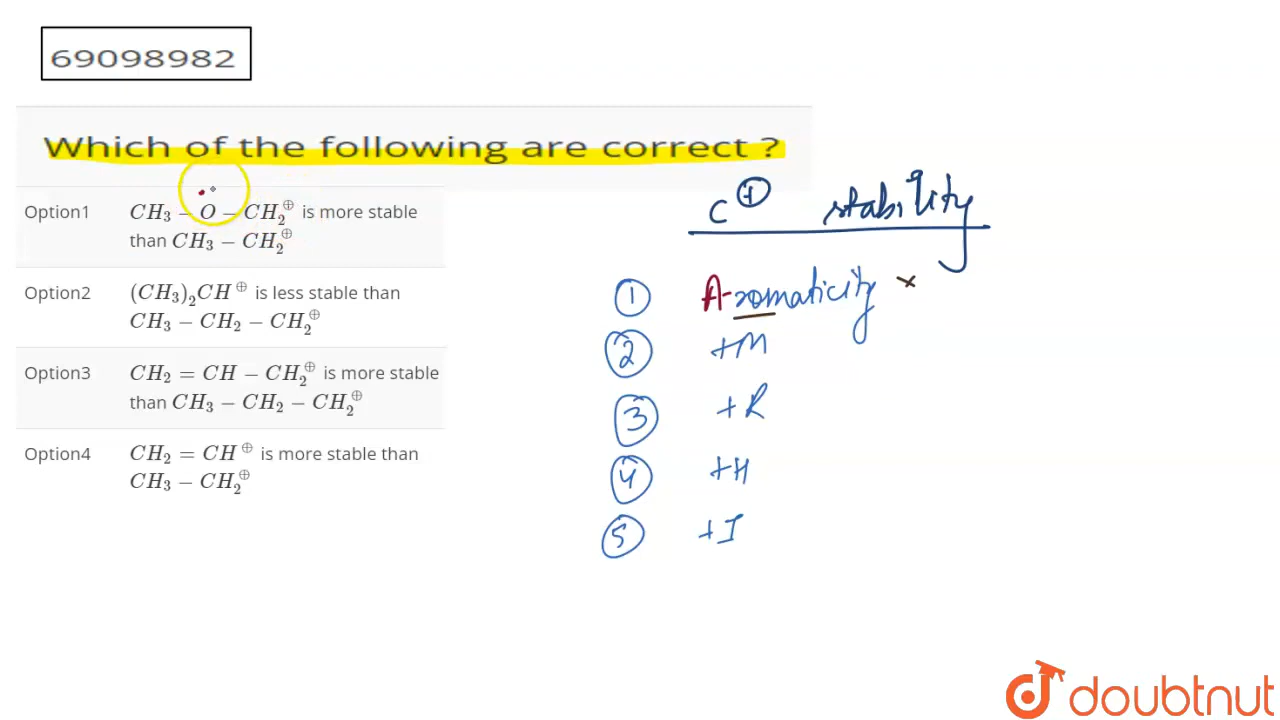 69098982
Which of the following are correct ?
Option1 CH₃ − O − CH₂⊕ is more stable
than CH₃ − CH₂⊕
Option2 (CH₃)₂CH⊕ is less stable than
CH₃ − CH₂ − CH₂⊕
Option3 CH₂ = CH − CH₂⊕ is more stable
than CH₃ − CH₂ − CH₂⊕
Option4 CH₂ = CH⊕ is more stable than
CH₃ − CH₂⊕
C⊕ stability
① A-romaticity ×
② +M
③ +R
④ +H
⑤ +I
doubtnut